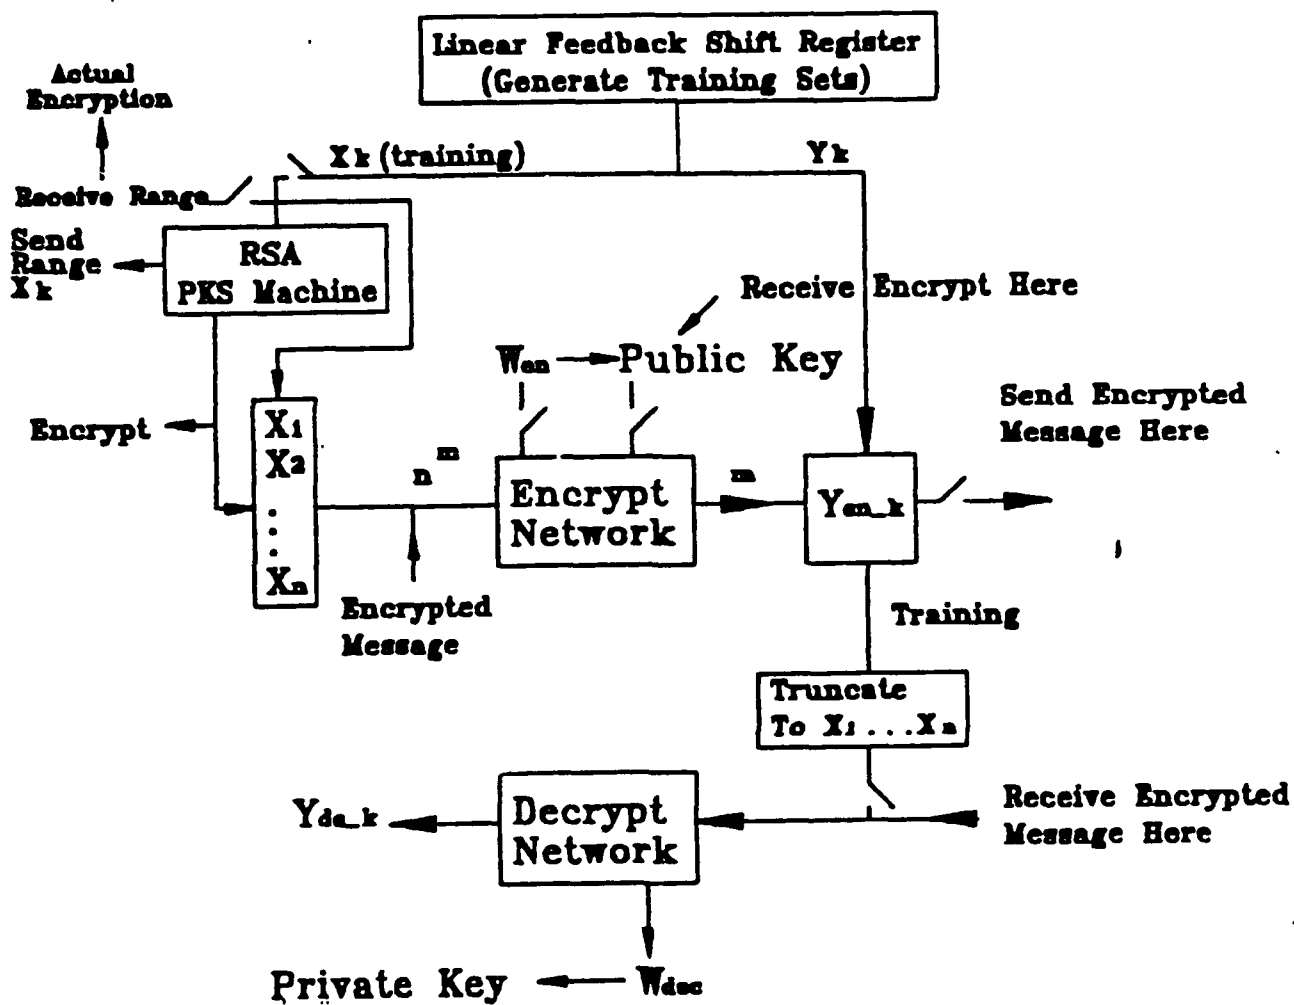 Linear Feedback Shift Register
(Generate Training Sets)
Actual
Encryption
Xk (training)
Yk
Receive Range
Send
Range
Xk
RSA
PKS Machine
Receive Encrypt Here
Wen
Public Key
Send Encrypted
Message Here
Encrypt
X1
X2
.
.
.
Xn
n^m
Encrypt
Network
m
Yen_k
Encrypted
Message
Training
Truncate
To X1 ... Xn
Yde_k
Decrypt
Network
Receive Encrypted
Message Here
Private Key
Wdec